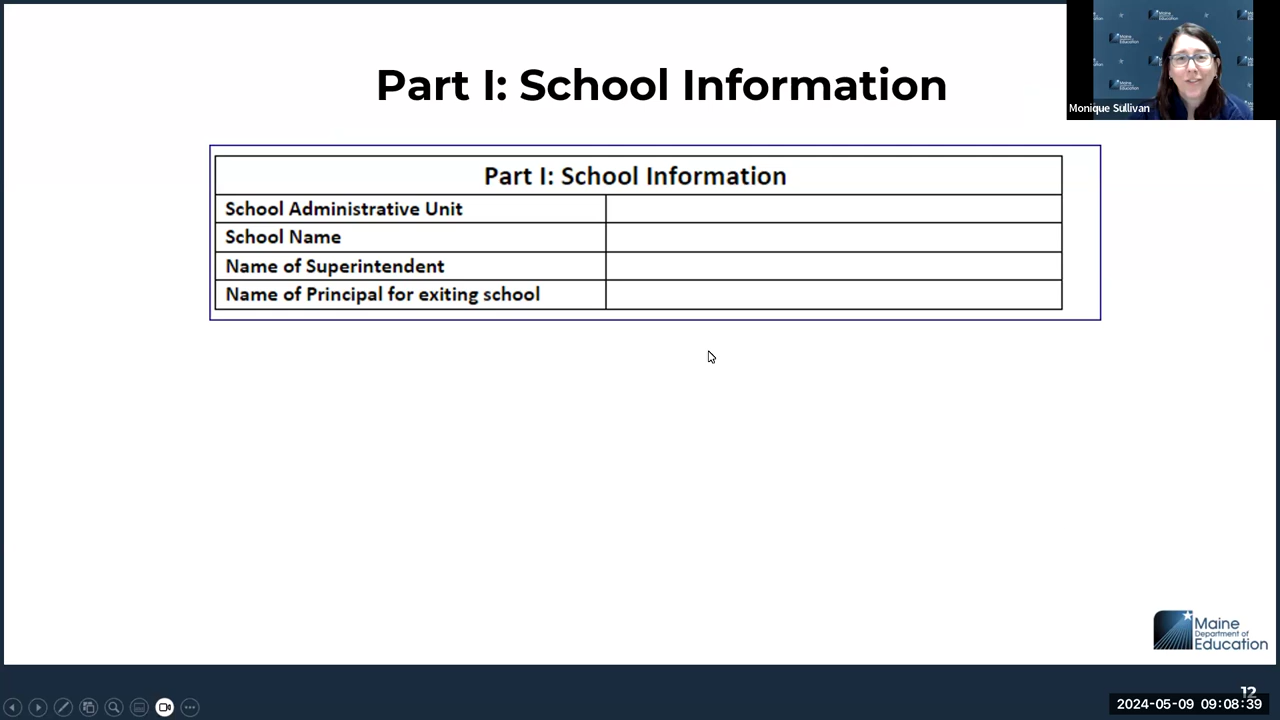 Part I: School Information
Monique Sullivan
Part I: School Information
School Administrative Unit
School Name
Name of Superintendent
Name of Principal for exiting school
Maine
Department of
Education
12
2024-05-09 09:08:39